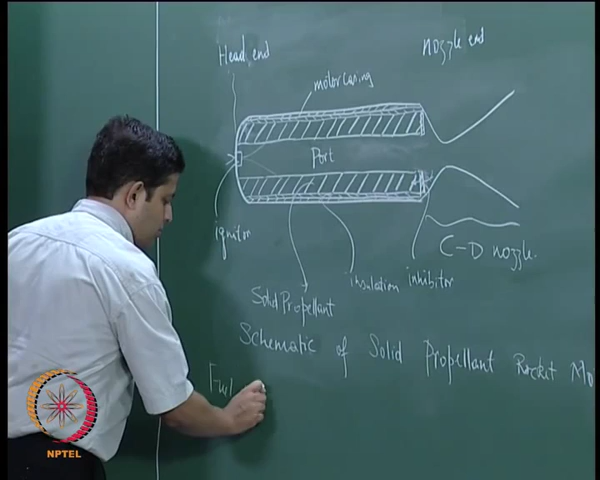 Head end
nozzle end
motor casing
Port
ignitor
C-D nozzle.
insulation
inhibitor
Solid Propellant
Schematic of Solid Propellant Rocket Mo
Fuel
NPTEL